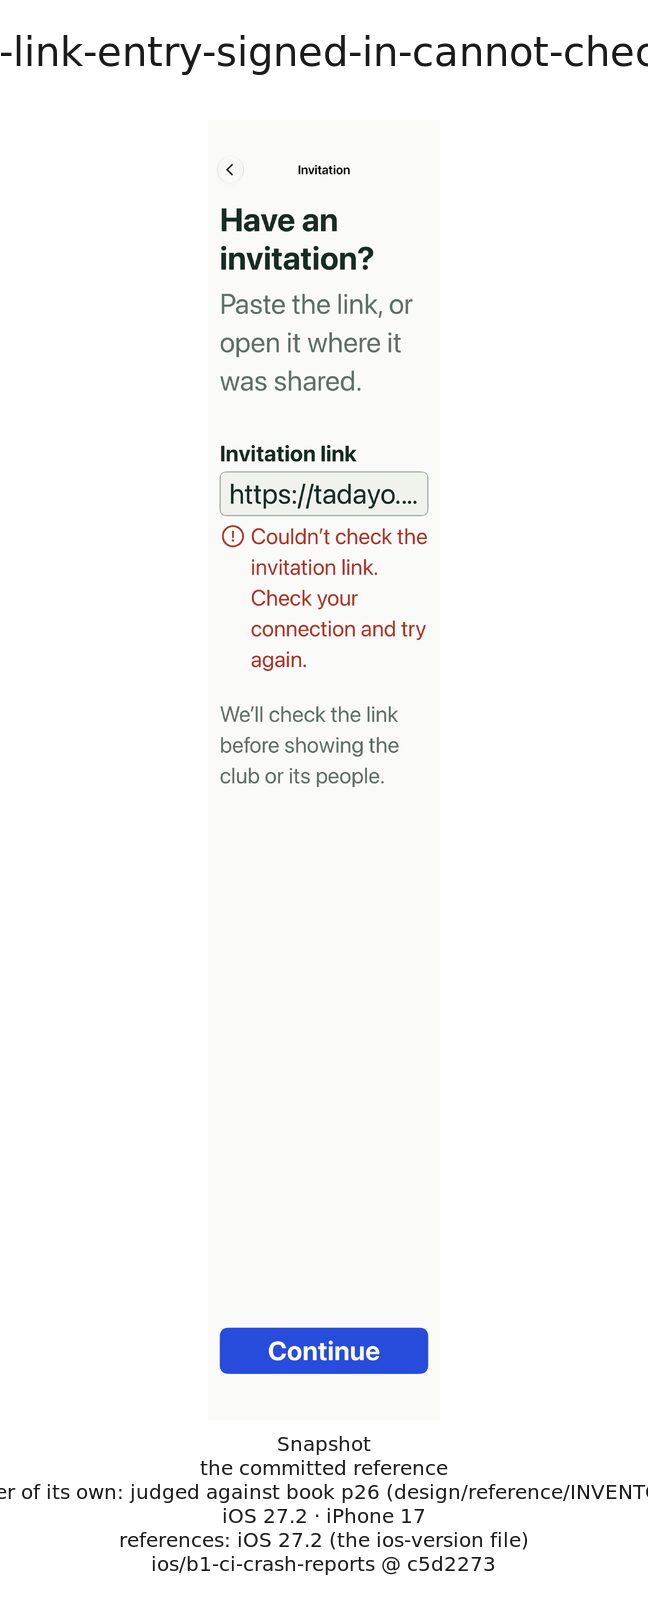 -link-entry-signed-in-cannot-chec
Invitation
Have an
invitation?
Paste the link, or
open it where it
was shared.
Invitation link
https://tadayo.…
Couldn’t check the
invitation link.
Check your
connection and try
again.
We’ll check the link
before showing the
club or its people.
Continue
Snapshot
the committed reference
er of its own: judged against book p26 (design/reference/INVENTO
iOS 27.2 · iPhone 17
references: iOS 27.2 (the ios-version file)
ios/b1-ci-crash-reports @ c5d2273